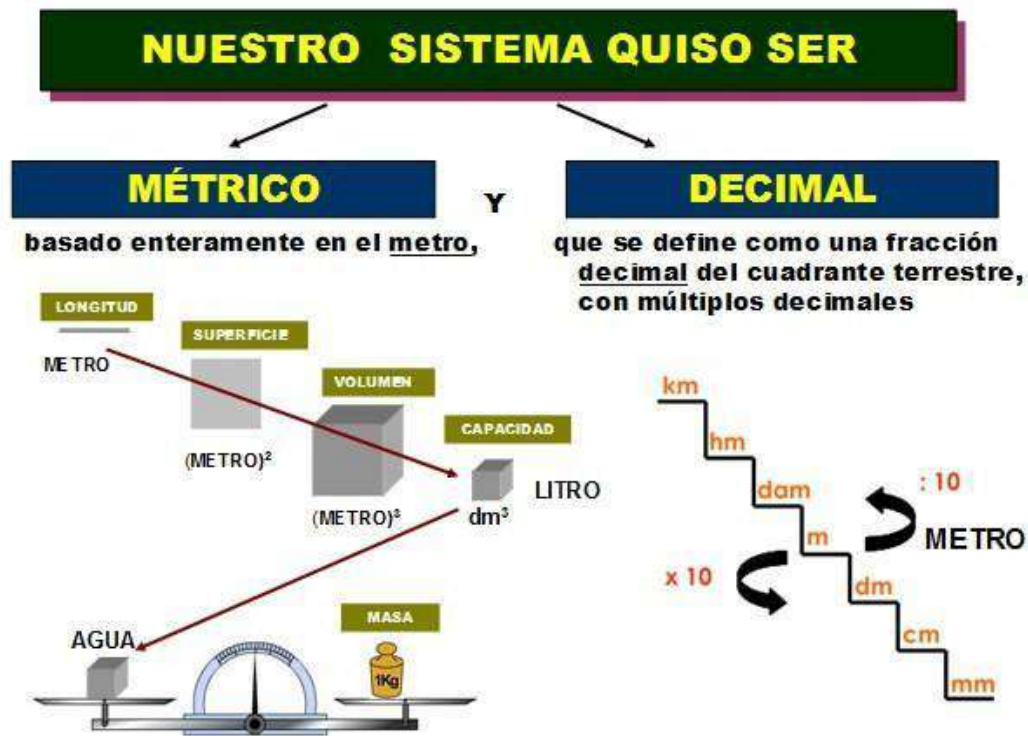 NUESTRO SISTEMA QUISO SER
MÉTRICO
Y
DECIMAL
basado enteramente en el metro,
que se define como una fracción
decimal del cuadrante terrestre,
con múltiplos decimales
LONGITUD
METRO
SUPERFICIE
(METRO)²
VOLUMEN
(METRO)³
CAPACIDAD
LITRO
dm³
AGUA
MASA
1Kg
km
hm
dam
: 10
m
METRO
x 10
dm
cm
mm